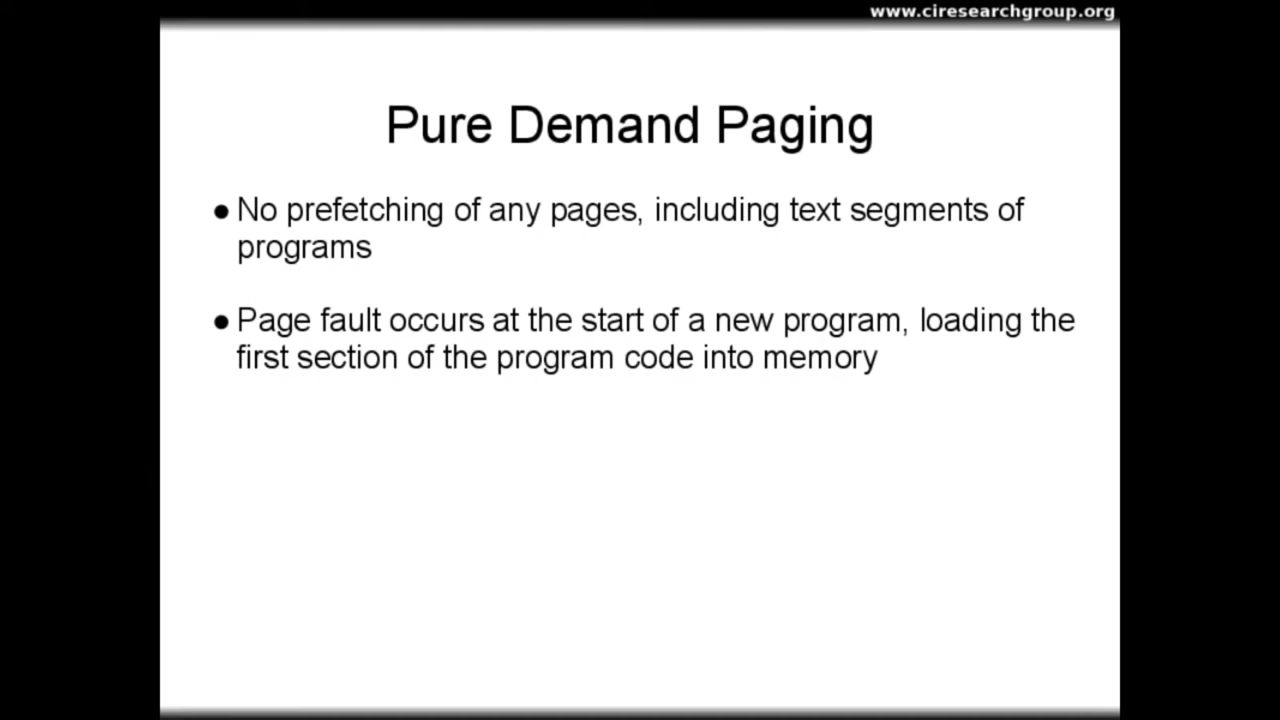 www.ciresearchgroup.org
Pure Demand Paging
● No prefetching of any pages, including text segments of
programs
● Page fault occurs at the start of a new program, loading the
first section of the program code into memory